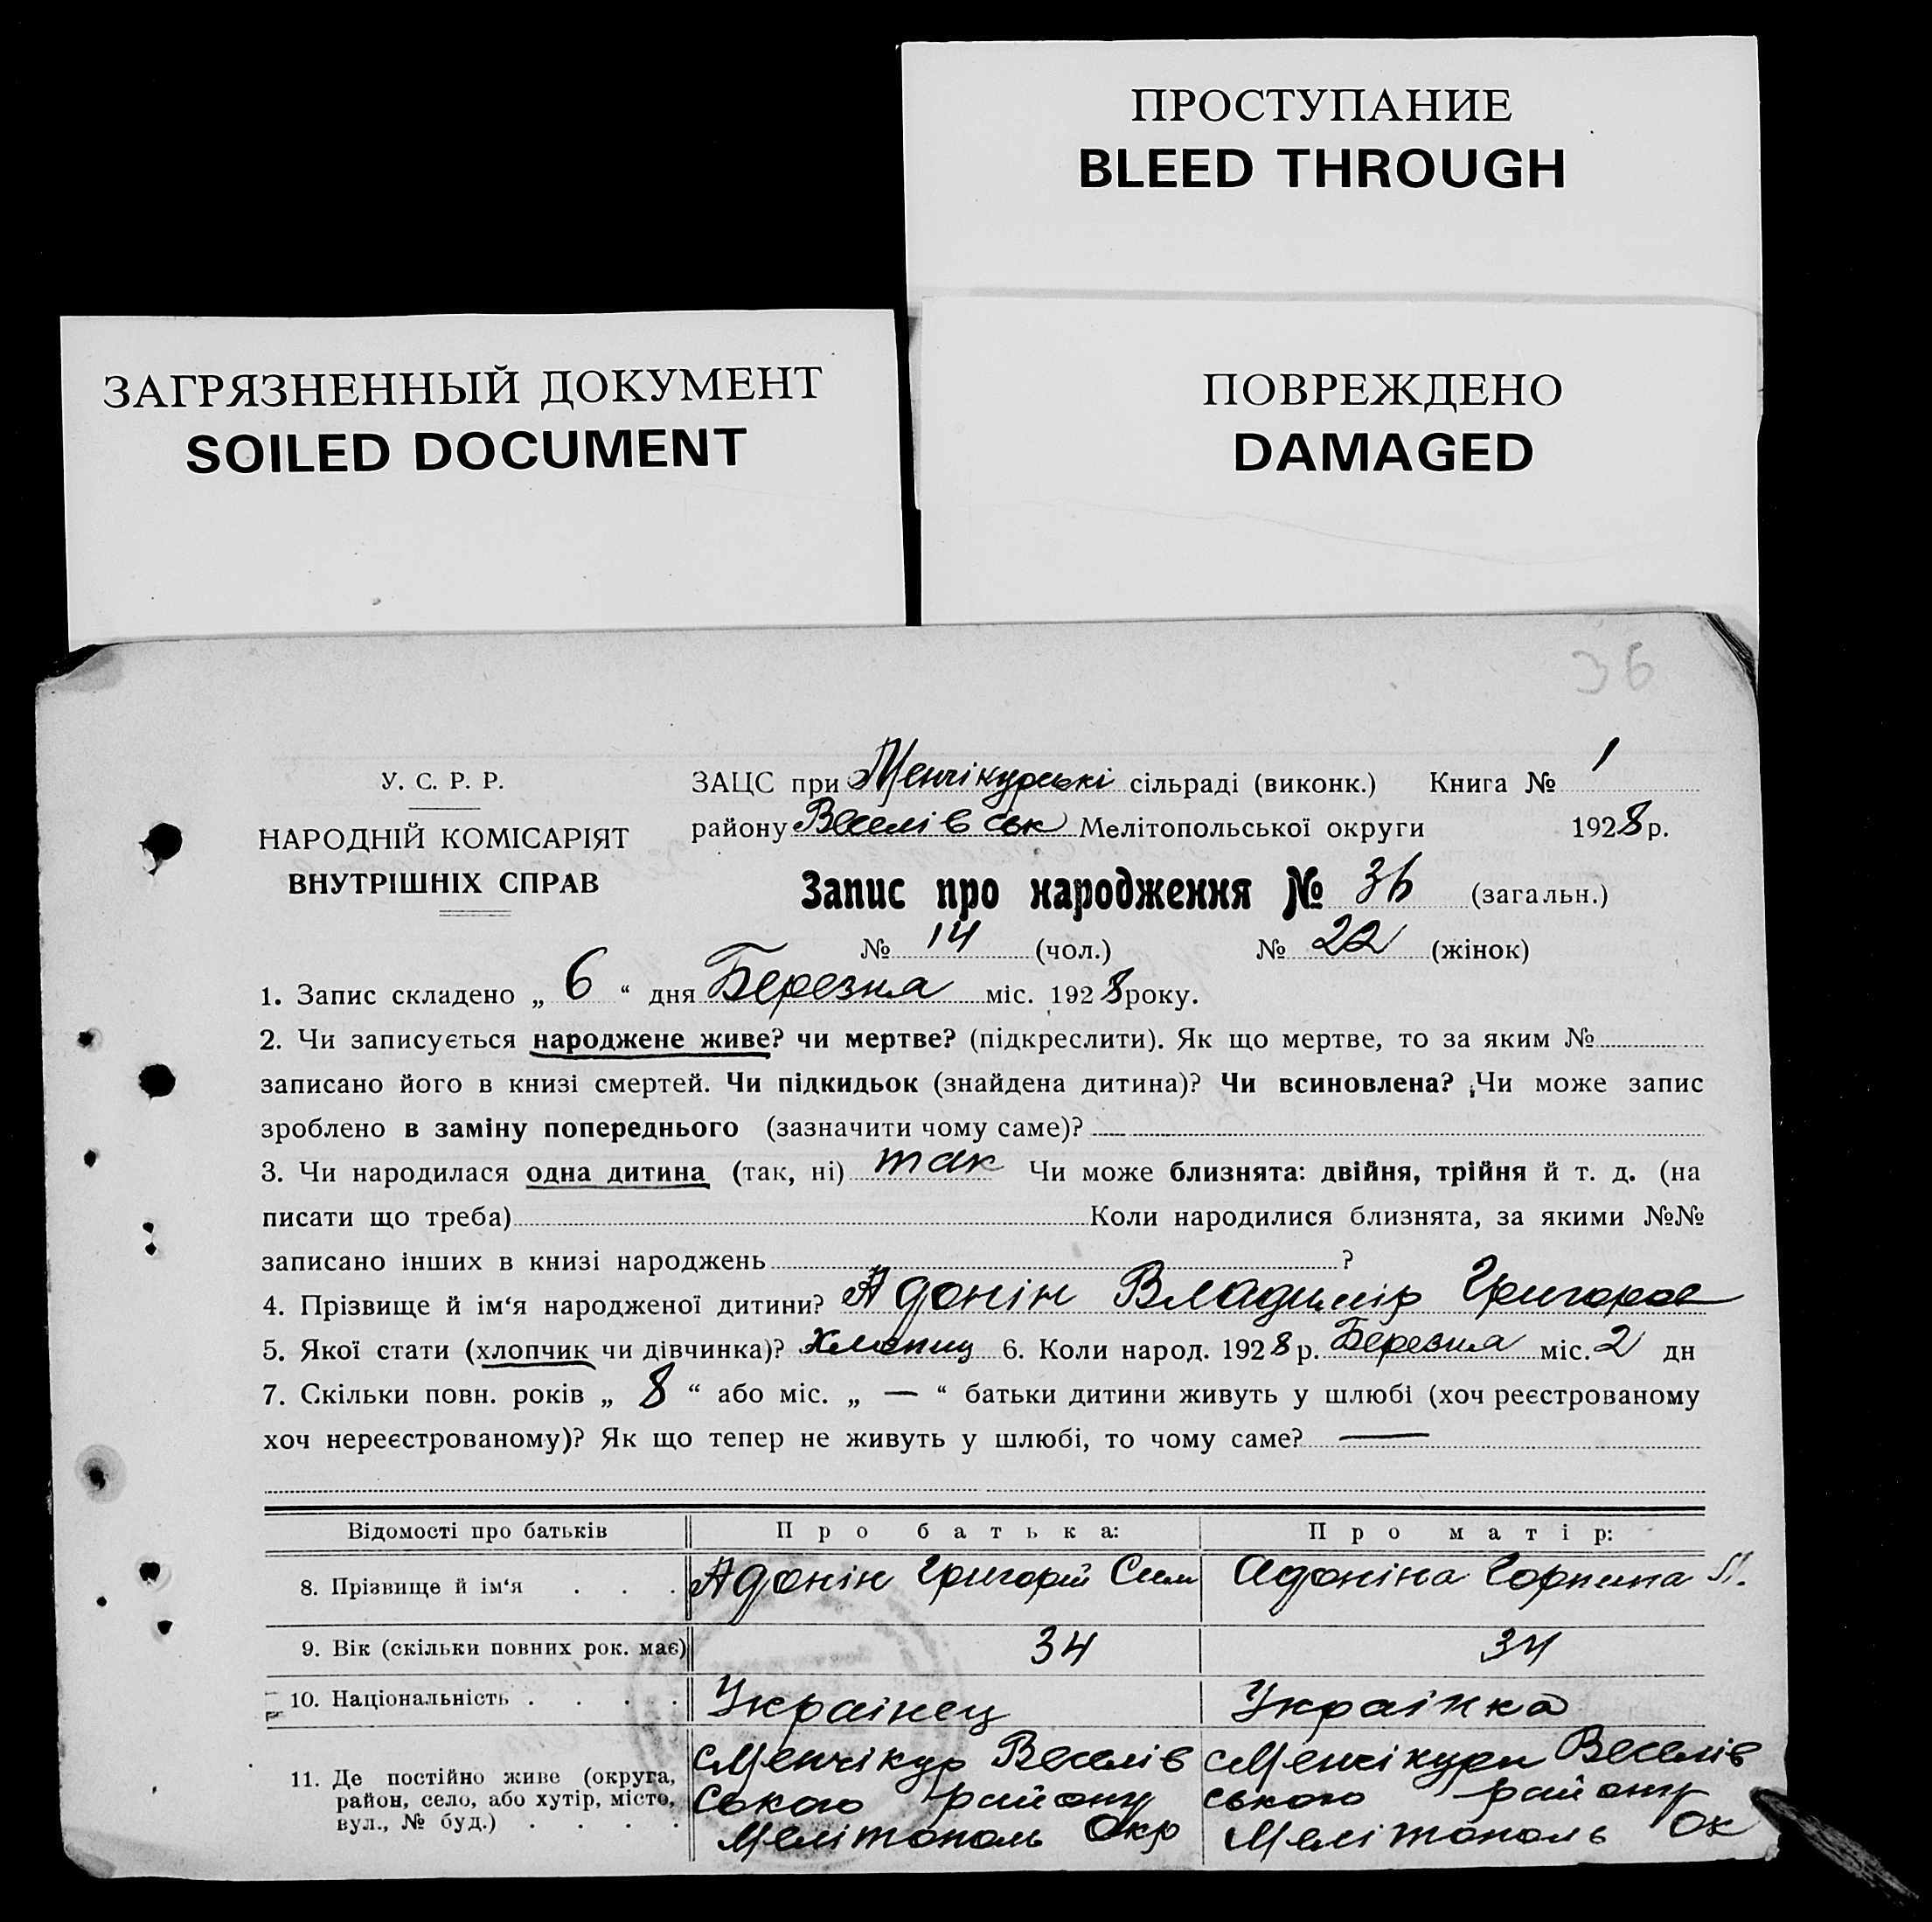 ПРОСТУПАНИЕ
BLEED THROUGH
ЗАГРЯЗНЕННЫЙ ДОКУМЕНТ
SOILED DOCUMENT
ПОВРЕЖДЕНО
DAMAGED
36
У. С. Р. Р.
НАРОДНІЙ КОМІСАРІЯТ
ВНУТРІШНІХ СПРАВ
ЗАЦС при Менчікурські сільраді (виконк.) Книга № 1
району Веселівськ Мелітопольської округи 1928 р.
Запис про народження № 36 (загальн.)
№ 14 (чол.) № 22 (жінок)
1. Запис складено „ 6 “ дня Березня міс. 1928 року.
2. Чи записується народжене живе? чи мертве? (підкреслити). Як що мертве, то за яким №
записано його в книзі смертей. Чи підкидьок (знайдена дитина)? Чи всиновлена? Чи може запис
зроблено в заміну попереднього (зазначити чому саме)?
3. Чи народилася одна дитина (так, ні) так Чи може близнята: двійня, трійня й т. д. (на
писати що треба) Коли народилися близнята, за якими №№
записано інших в книзі народжень ?
4. Прізвище й ім‘я народженої дитини? Адонін Владимір Григоров
5. Якої стати (хлопчик чи дівчинка)? Хлопиц 6. Коли народ. 1928 р. Березня міс. 2 дн
7. Скільки повн. років „ 8 “ або міс. „ — “ батьки дитини живуть у шлюбі (хоч реєстрованому
хоч нереєстрованому)? Як що тепер не живуть у шлюбі, то чому саме? —
Відомості про батьків Про батька: Про матір:
8. Прізвище й ім‘я . . . Адонін Григорій Сим Адоніна Горпина П.
9. Вік (скільки повних рок. має) 34 34
10. Національність . . . . Украінец Украінка
11. Де постійно живе (округа, район, село, або хутір, місто, вул., № буд.) . . . .
Менчікур Веселів
ського району
Мелітополь Окр
Менчікури Веселів
ського району
Мелітополь Ок